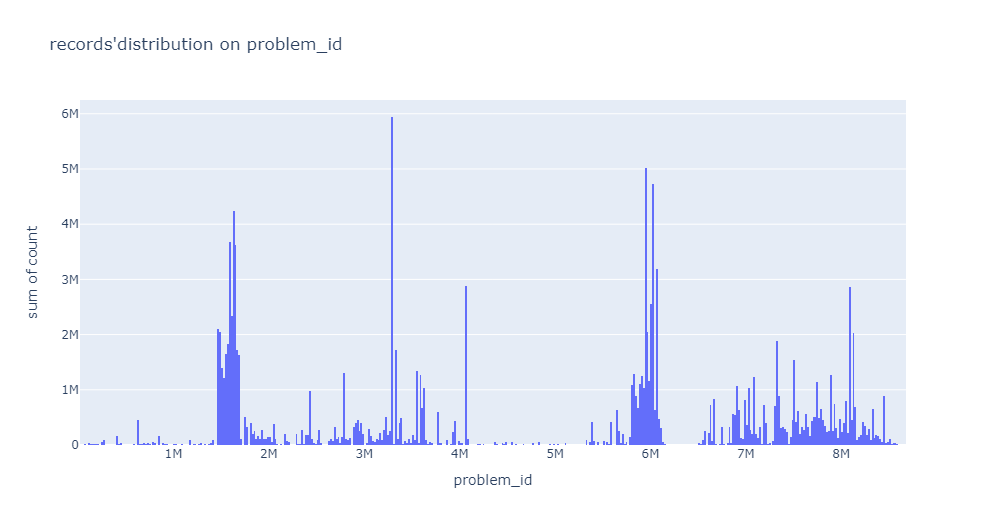 records'distribution on problem_id
6M
5M
4M
3M
2M
1M
0
sum of count
1M 2M 3M 4M 5M 6M 7M 8M
problem_id